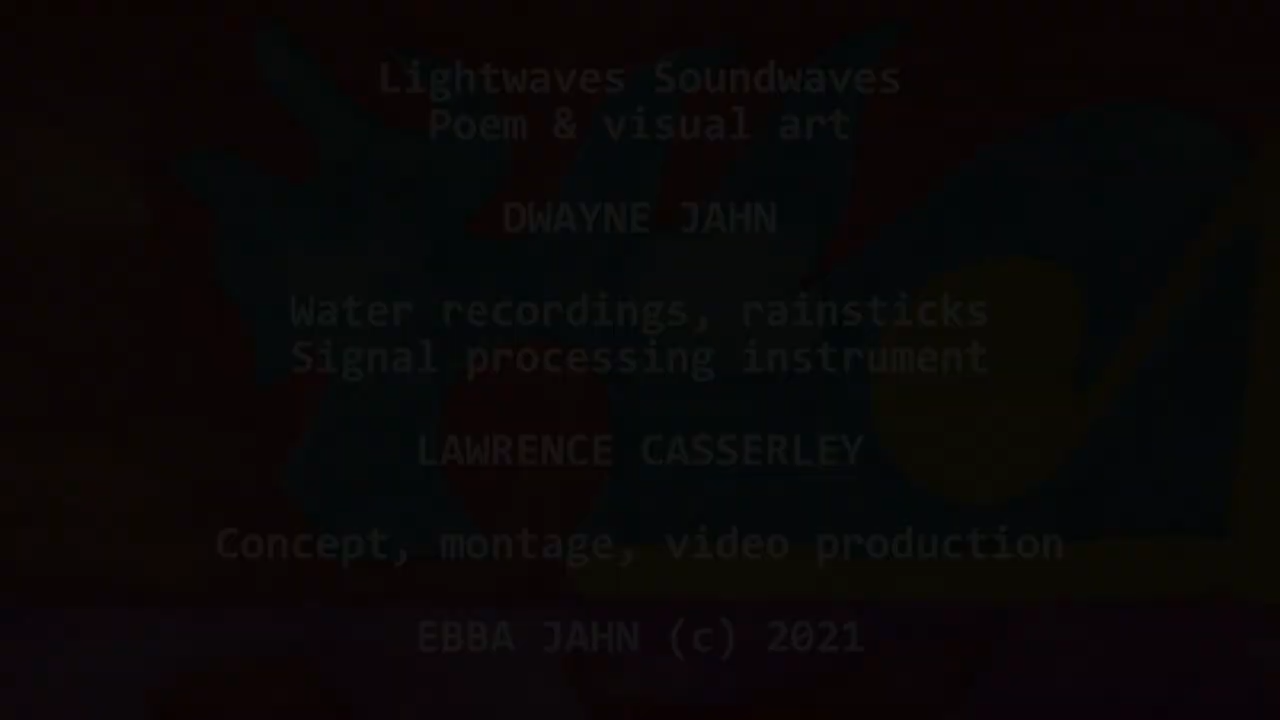 Lightwaves Soundwaves
Poem & visual art
DWAYNE JAHN
Water recordings, rainsticks
Signal processing instrument
LAWRENCE CASSERLEY
Concept, montage, video production
EBBA JAHN (c) 2021